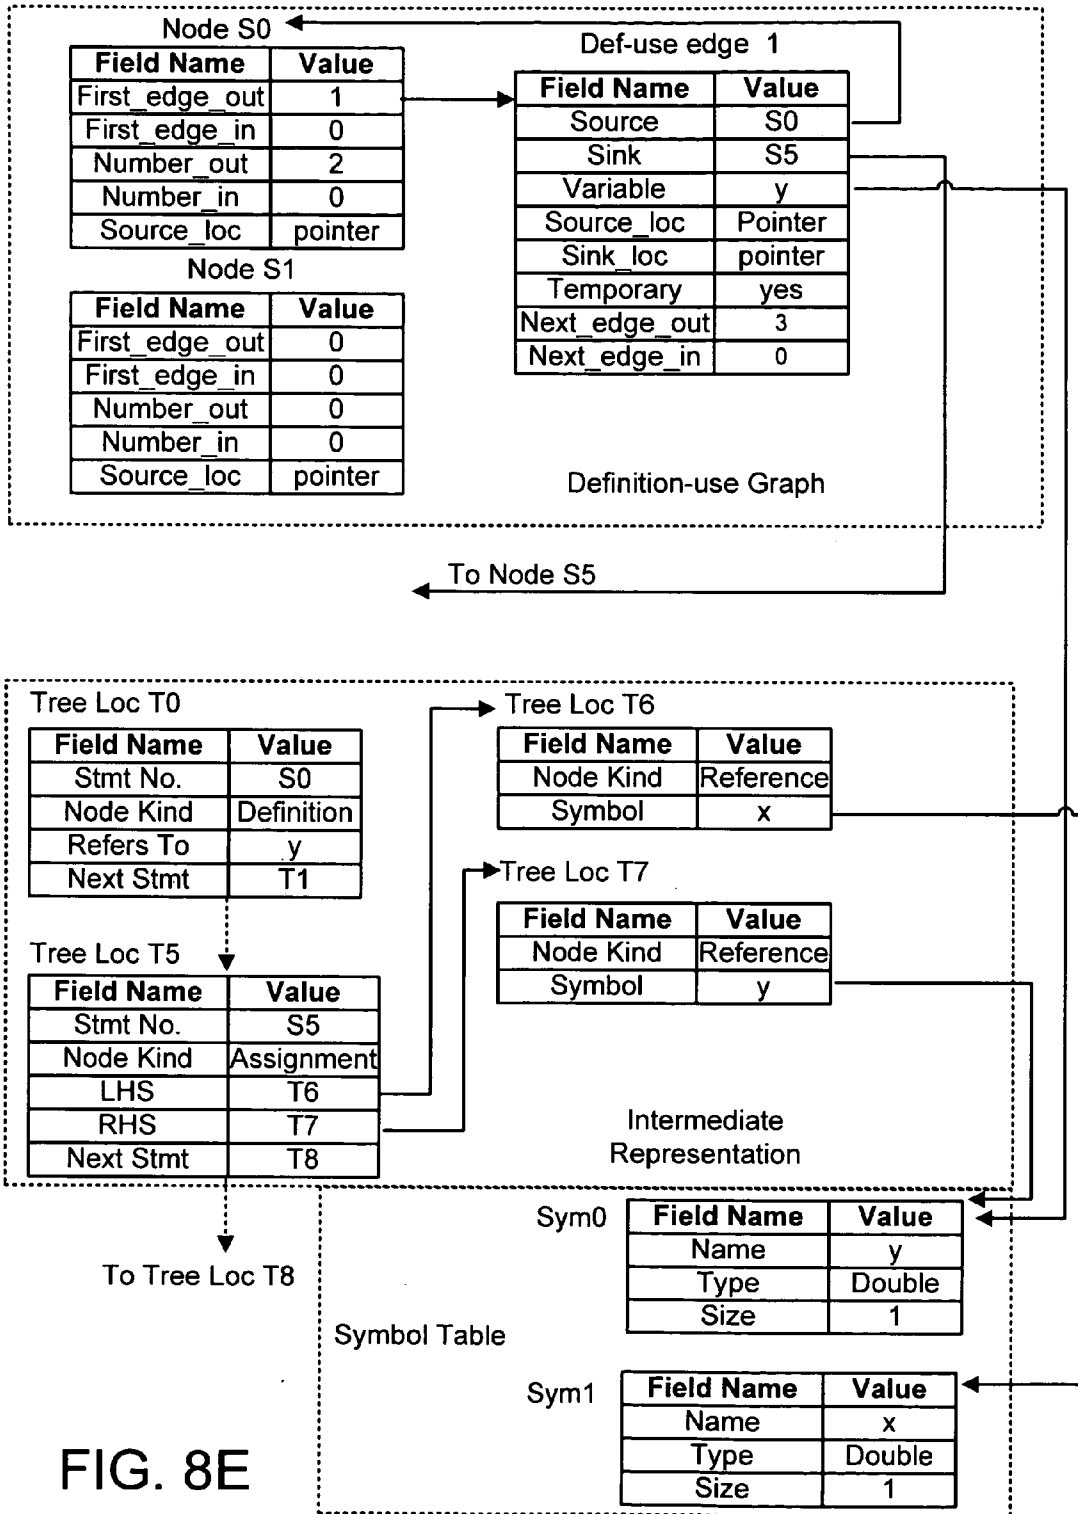 Node S0
Field Name Value
First_edge_out 1
First_edge_in 0
Number_out 2
Number_in 0
Source_loc pointer
Node S1
Field Name Value
First_edge_out 0
First_edge_in 0
Number_out 0
Number_in 0
Source_loc pointer
Def-use edge 1
Field Name Value
Source S0
Sink S5
Variable y
Source_loc Pointer
Sink_loc pointer
Temporary yes
Next_edge_out 3
Next_edge_in 0
Definition-use Graph
To Node S5
Tree Loc T0
Field Name Value
Stmt No. S0
Node Kind Definition
Refers To y
Next Stmt T1
Tree Loc T5
Field Name Value
Stmt No. S5
Node Kind Assignment
LHS T6
RHS T7
Next Stmt T8
To Tree Loc T8
Tree Loc T6
Field Name Value
Node Kind Reference
Symbol x
Tree Loc T7
Field Name Value
Node Kind Reference
Symbol y
Intermediate
Representation
Sym0
Field Name Value
Name y
Type Double
Size 1
Symbol Table
Sym1
Field Name Value
Name x
Type Double
Size 1
FIG. 8E